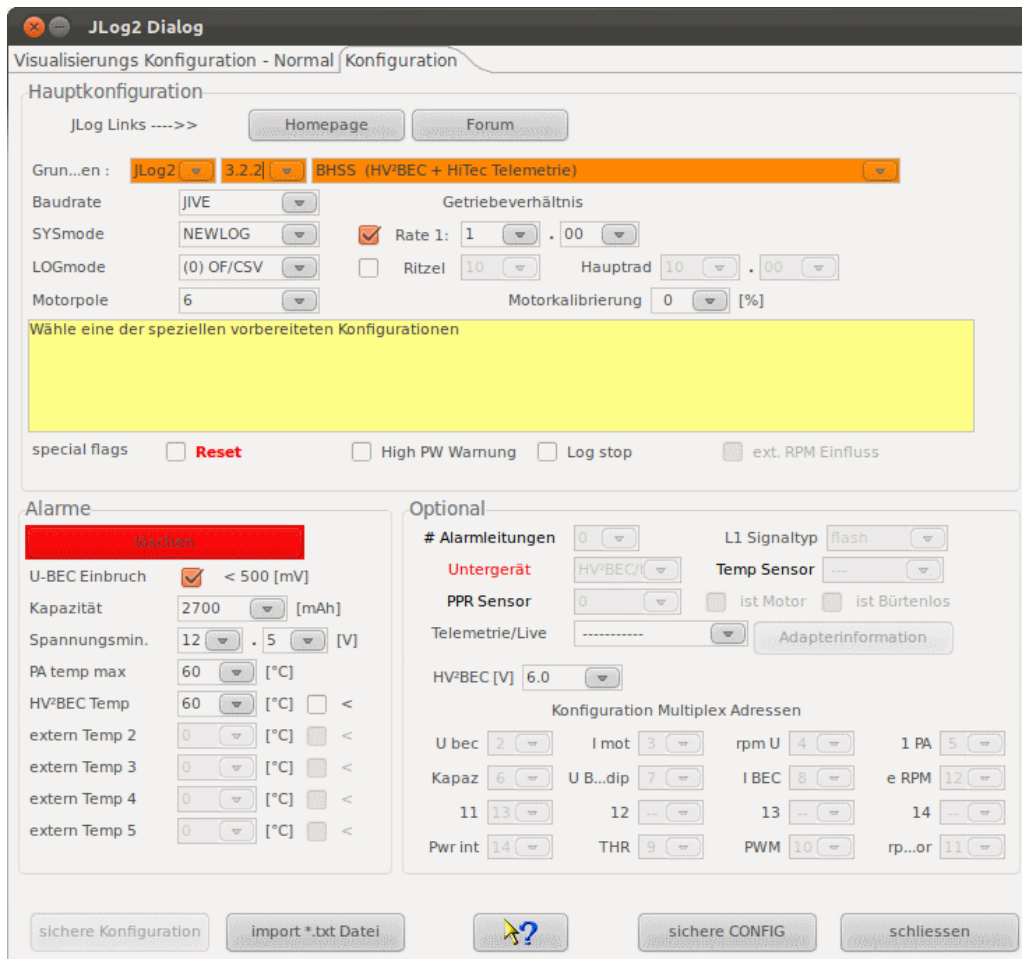 JLog2 Dialog
Visualisierungs Konfiguration - Normal Konfiguration
Hauptkonfiguration
JLog Links ---->> Homepage Forum
Grun...en : JLog2 3.2.2 BHSS (HV²BEC + HiTec Telemetrie)
Baudrate JIVE Getriebeverhältnis
SYSmode NEWLOG Rate 1: 1 . 00
LOGmode (0) OF/CSV Ritzel 10 Hauptrad 10 . 00
Motorpole 6 Motorkalibrierung 0 [%]
Wähle eine der speziellen vorbereiteten Konfigurationen
special flags Reset High PW Warnung Log stop ext. RPM Einfluss
Alarme
löschen
U-BEC Einbruch < 500 [mV]
Kapazität 2700 [mAh]
Spannungsmin. 12 . 5 [V]
PA temp max 60 [°C]
HV²BEC Temp 60 [°C] <
extern Temp 2 0 [°C] <
extern Temp 3 0 [°C] <
extern Temp 4 0 [°C] <
extern Temp 5 0 [°C] <
Optional
# Alarmleitungen 0 L1 Signaltyp flash
Untergerät HV²BEC/ Temp Sensor ---
PPR Sensor 0 ist Motor ist Bürtenlos
Telemetrie/Live ----------- Adapterinformation
HV²BEC [V] 6.0
Konfiguration Multiplex Adressen
U bec 2 I mot 3 rpm U 4 1 PA 5
Kapaz 6 U B...dip 7 I BEC 8 e RPM 12
11 13 12 -- 13 -- 14 --
Pwr int 14 THR 9 PWM 10 rp...or 11
sichere Konfiguration import *.txt Datei ? sichere CONFIG schliessen